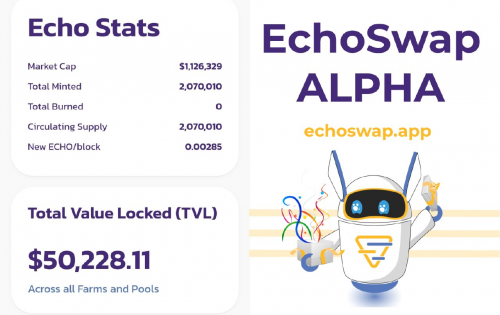 Echo Stats
Market Cap $1,126,329
Total Minted 2,070,010
Total Burned 0
Circulating Supply 2,070,010
New ECHO/block 0.00285
Total Value Locked (TVL)
$50,228.11
Across all Farms and Pools
EchoSwap
ALPHA
echoswap.app